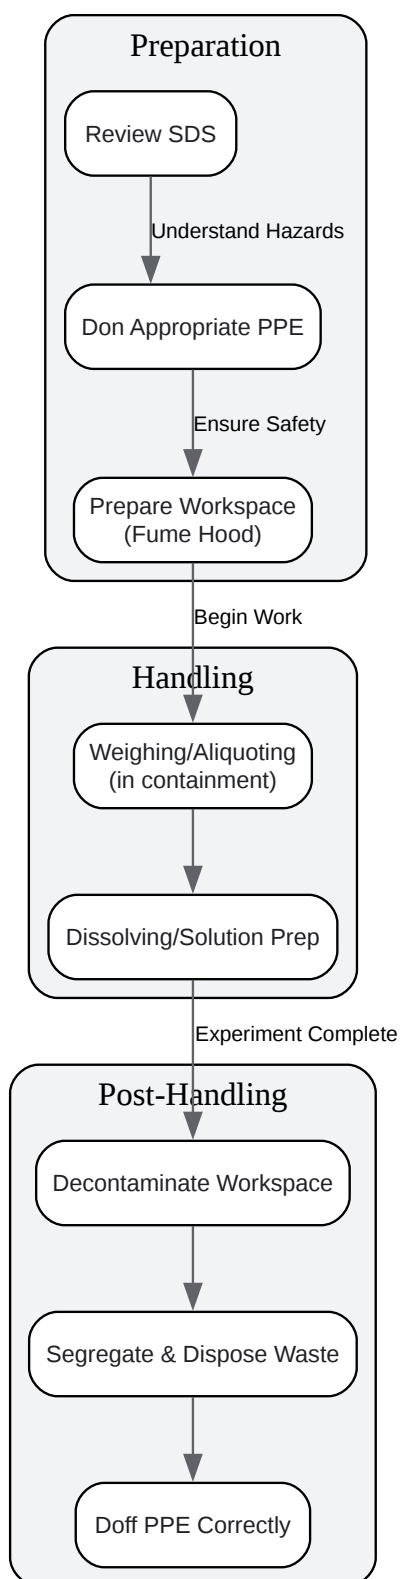 Preparation
Review SDS
Understand Hazards
Don Appropriate PPE
Ensure Safety
Prepare Workspace
(Fume Hood)
Begin Work
Handling
Weighing/Aliquoting
(in containment)
Dissolving/Solution Prep
Experiment Complete
Post-Handling
Decontaminate Workspace
Segregate & Dispose Waste
Doff PPE Correctly